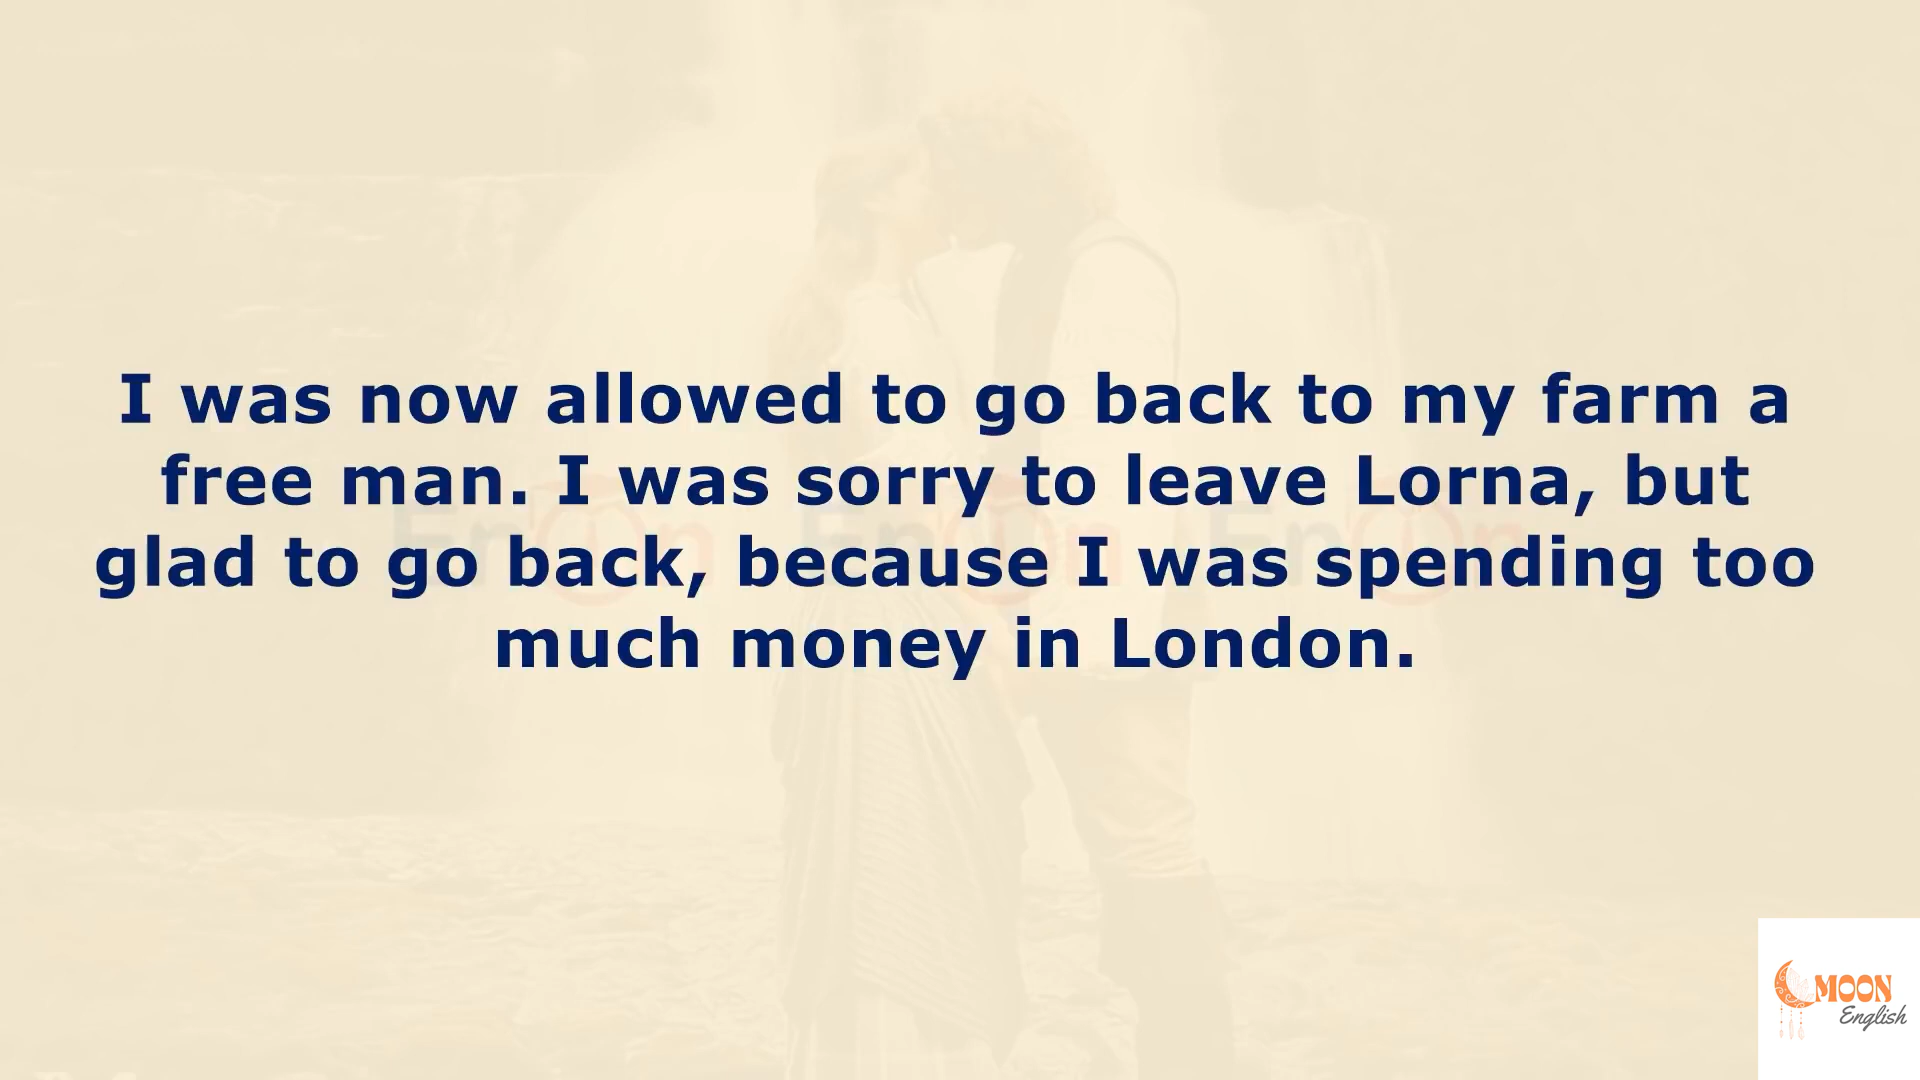 I was now allowed to go back to my farm a
free man. I was sorry to leave Lorna, but
glad to go back, because I was spending too
much money in London.
MOON
English